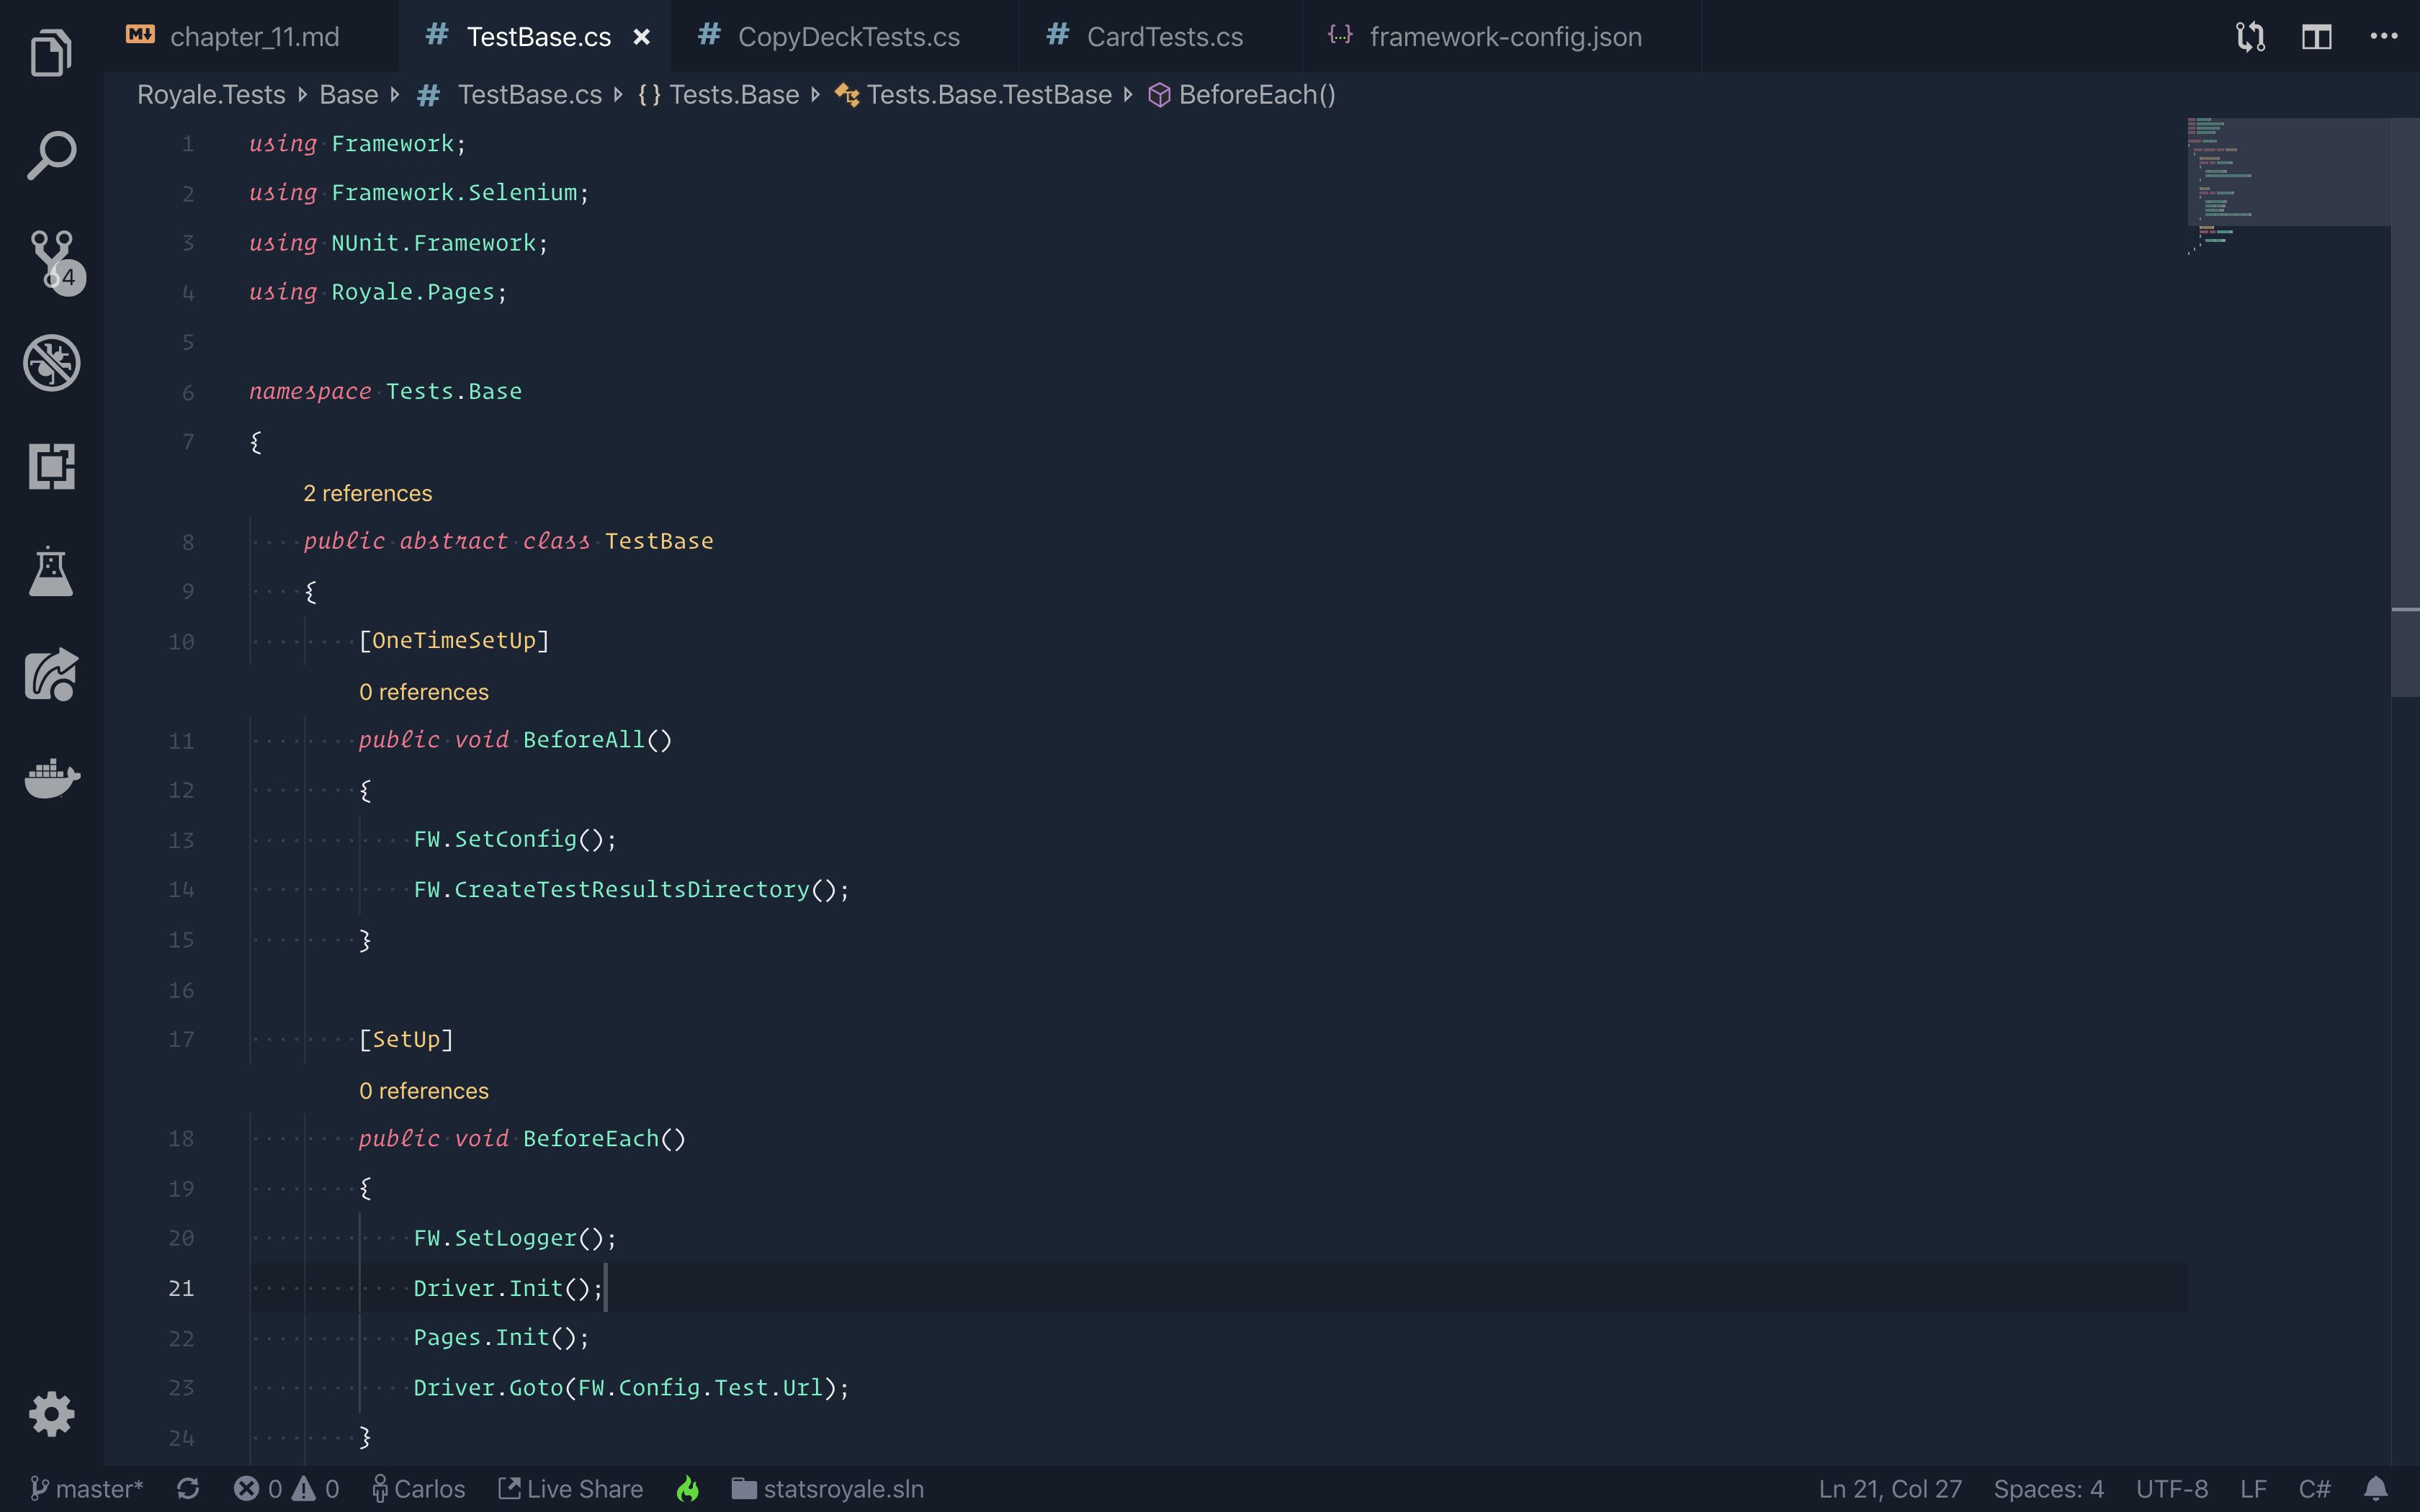 chapter_11.md TestBase.cs CopyDeckTests.cs CardTests.cs framework-config.json
Royale.Tests Base TestBase.cs {} Tests.Base Tests.Base.TestBase BeforeEach()
1 using Framework;
2 using Framework.Selenium;
3 using NUnit.Framework;
4 using Royale.Pages;
5
6 namespace Tests.Base
7 {
2 references
8 public abstract class TestBase
9 {
10 [OneTimeSetUp]
0 references
11 public void BeforeAll()
12 {
13 FW.SetConfig();
14 FW.CreateTestResultsDirectory();
15 }
16
17 [SetUp]
0 references
18 public void BeforeEach()
19 {
20 FW.SetLogger();
21 Driver.Init();
22 Pages.Init();
23 Driver.Goto(FW.Config.Test.Url);
24 }
4
master* 0 0 Carlos Live Share statsroyale.sln Ln 21, Col 27 Spaces: 4 UTF-8 LF C#